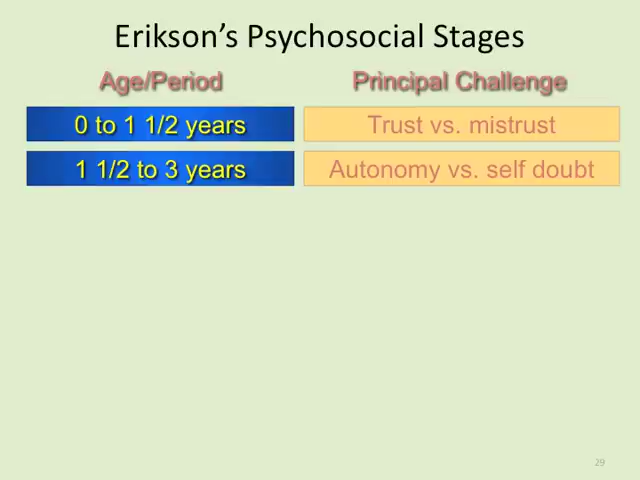 Erikson’s Psychosocial Stages
Age/Period Principal Challenge
0 to 1 1/2 years Trust vs. mistrust
1 1/2 to 3 years Autonomy vs. self doubt
29